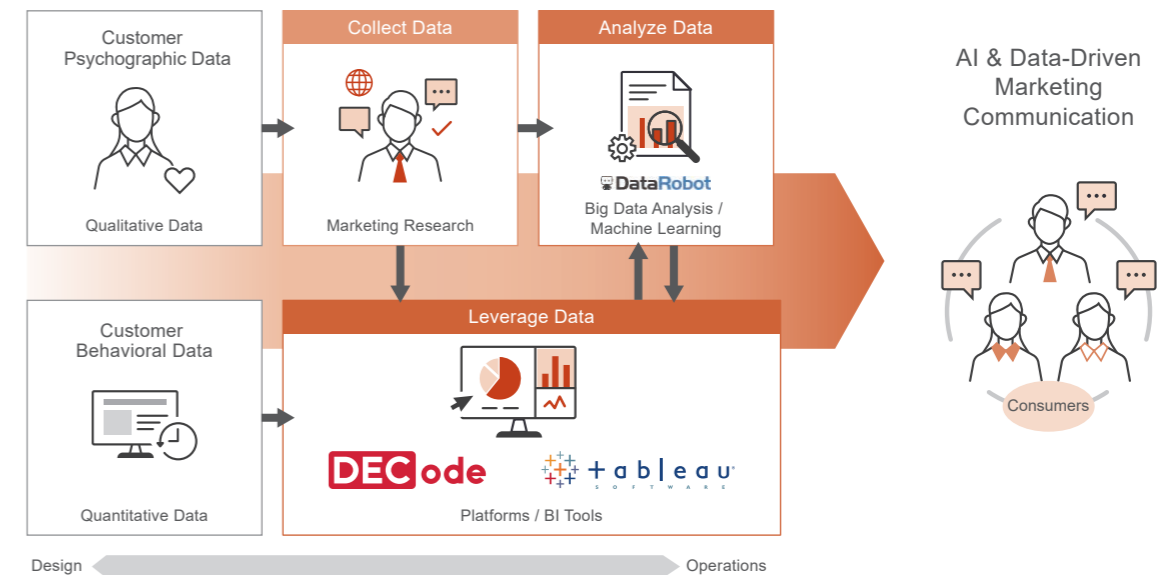 Customer
Psychographic Data
Qualitative Data
Collect Data
Marketing Research
Analyze Data
DataRobot
Big Data Analysis /
Machine Learning
AI & Data-Driven
Marketing
Communication
Customer
Behavioral Data
Quantitative Data
Leverage Data
DECode
+ableau
SOFTWARE
Platforms / BI Tools
Consumers
Design
Operations